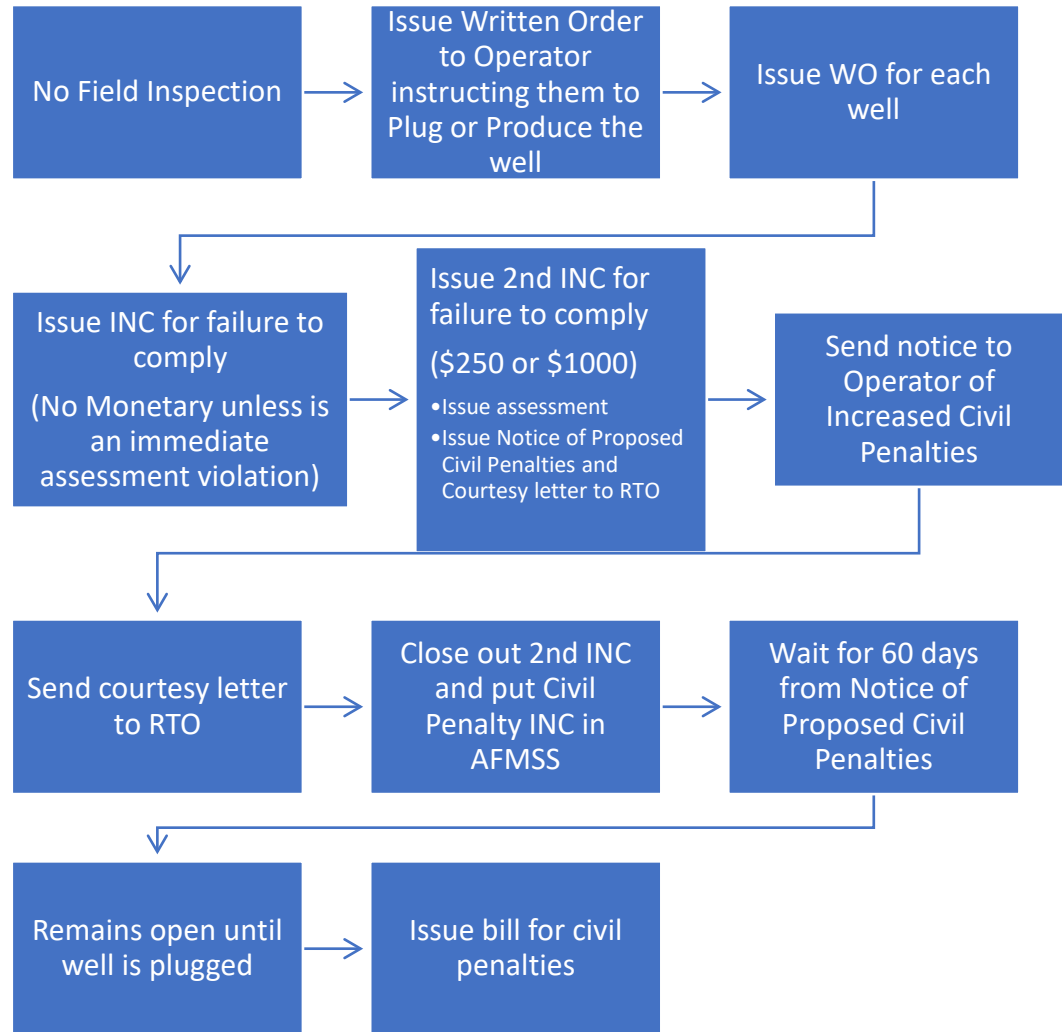 No Field Inspection
Issue Written Order
to Operator
instructing them to
Plug or Produce the
well
Issue WO for each
well
Issue INC for failure to
comply
(No Monetary unless is
an immediate
assessment violation)
Issue 2nd INC for
failure to comply
($250 or $1000)
•Issue assessment
•Issue Notice of Proposed
Civil Penalties and
Courtesy letter to RTO
Send notice to
Operator of
Increased Civil
Penalties
Send courtesy letter
to RTO
Close out 2nd INC
and put Civil
Penalty INC in
AFMSS
Wait for 60 days
from Notice of
Proposed Civil
Penalties
Remains open until
well is plugged
Issue bill for civil
penalties